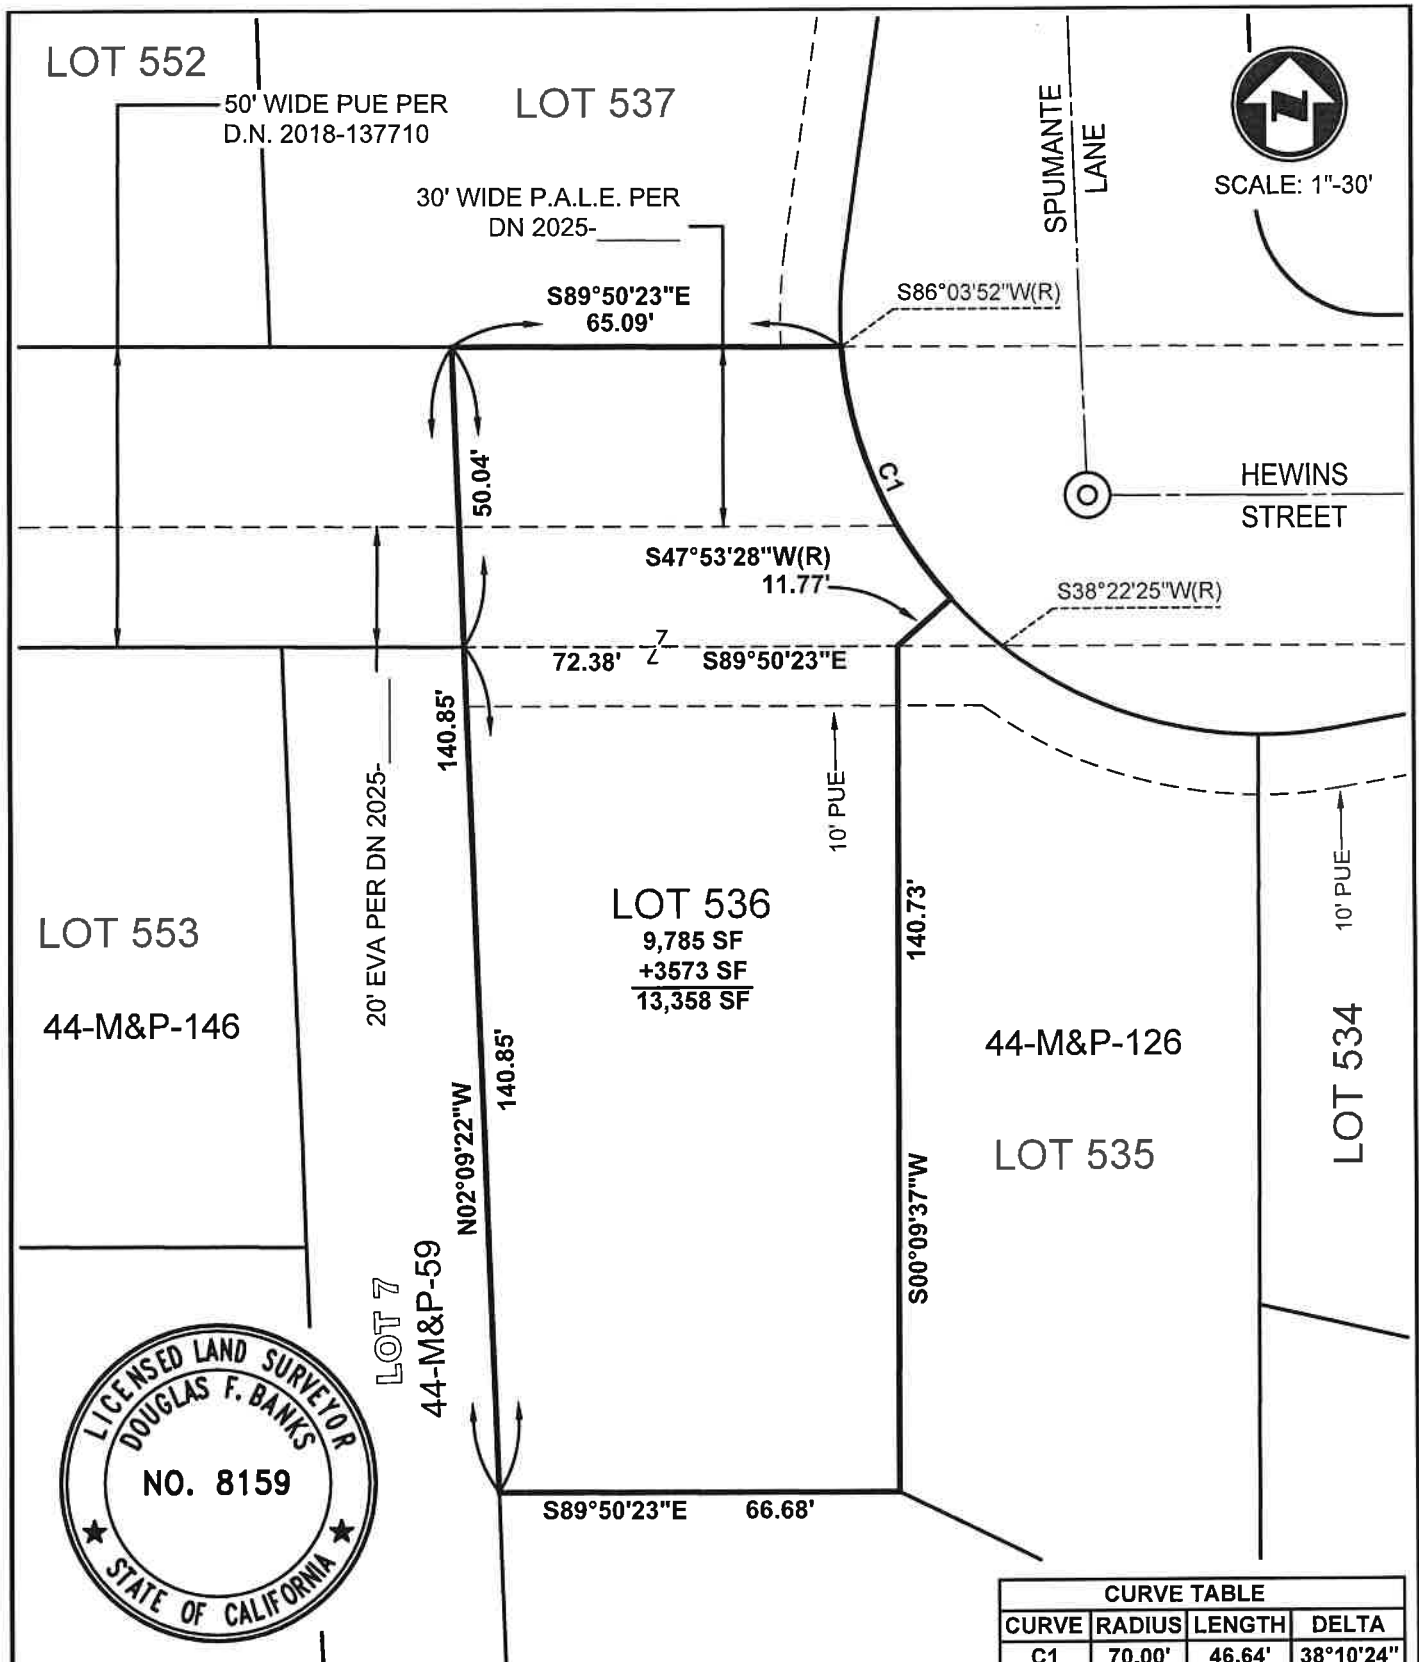 LOT 552
50' WIDE PUE PER
D.N. 2018-137710
LOT 537
30' WIDE P.A.L.E. PER
DN 2025-______
SPUMANTE
LANE
N
SCALE: 1"-30'
S89°50'23"E
65.09'
S86°03'52"W(R)
50.04'
C1
HEWINS
STREET
S47°53'28"W(R)
11.77'
S38°22'25"W(R)
72.38'
S89°50'23"E
140.85'
20' EVA PER DN 2025-______
10' PUE
10' PUE
LOT 536
9,785 SF
+3573 SF
13,358 SF
140.73'
LOT 553
44-M&P-146
44-M&P-126
LOT 534
LOT 535
140.85'
N02°09'22"W
S00°09'37"W
LOT 7
44-M&P-59
LICENSED LAND SURVEYOR
DOUGLAS F. BANKS
NO. 8159
STATE OF CALIFORNIA
S89°50'23"E
66.68'
CURVE TABLE
CURVE RADIUS LENGTH DELTA
C1 70.00' 46.64' 38°10'24"